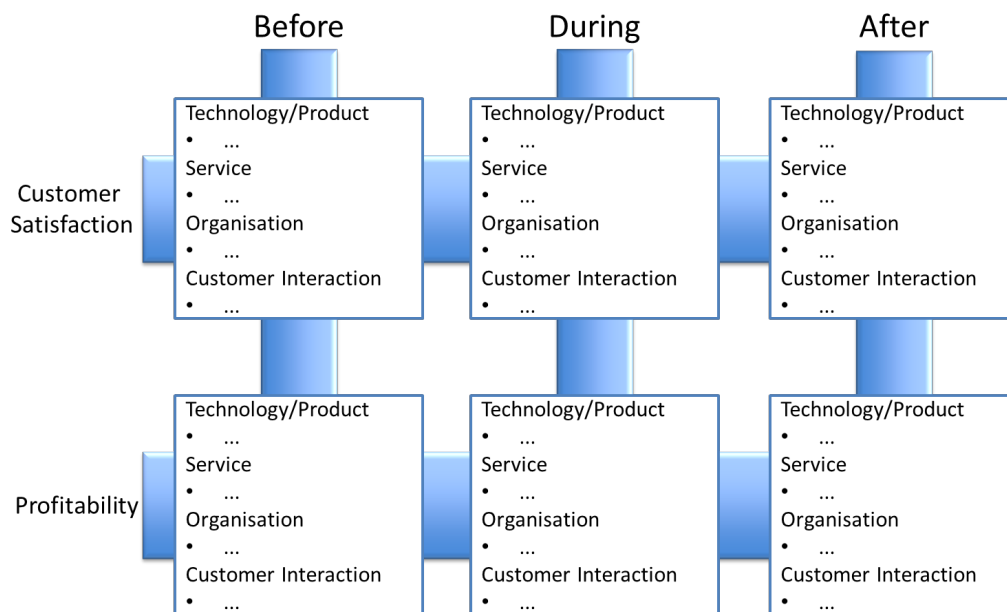 Before
During
After
Customer
Satisfaction
Technology/Product
• ...
Service
• ...
Organisation
• ...
Customer Interaction
• ...
Technology/Product
• ...
Service
• ...
Organisation
• ...
Customer Interaction
• ...
Technology/Product
• ...
Service
• ...
Organisation
• ...
Customer Interaction
• ...
Profitability
Technology/Product
• ...
Service
• ...
Organisation
• ...
Customer Interaction
• ...
Technology/Product
• ...
Service
• ...
Organisation
• ...
Customer Interaction
• ...
Technology/Product
• ...
Service
• ...
Organisation
• ...
Customer Interaction
• ...